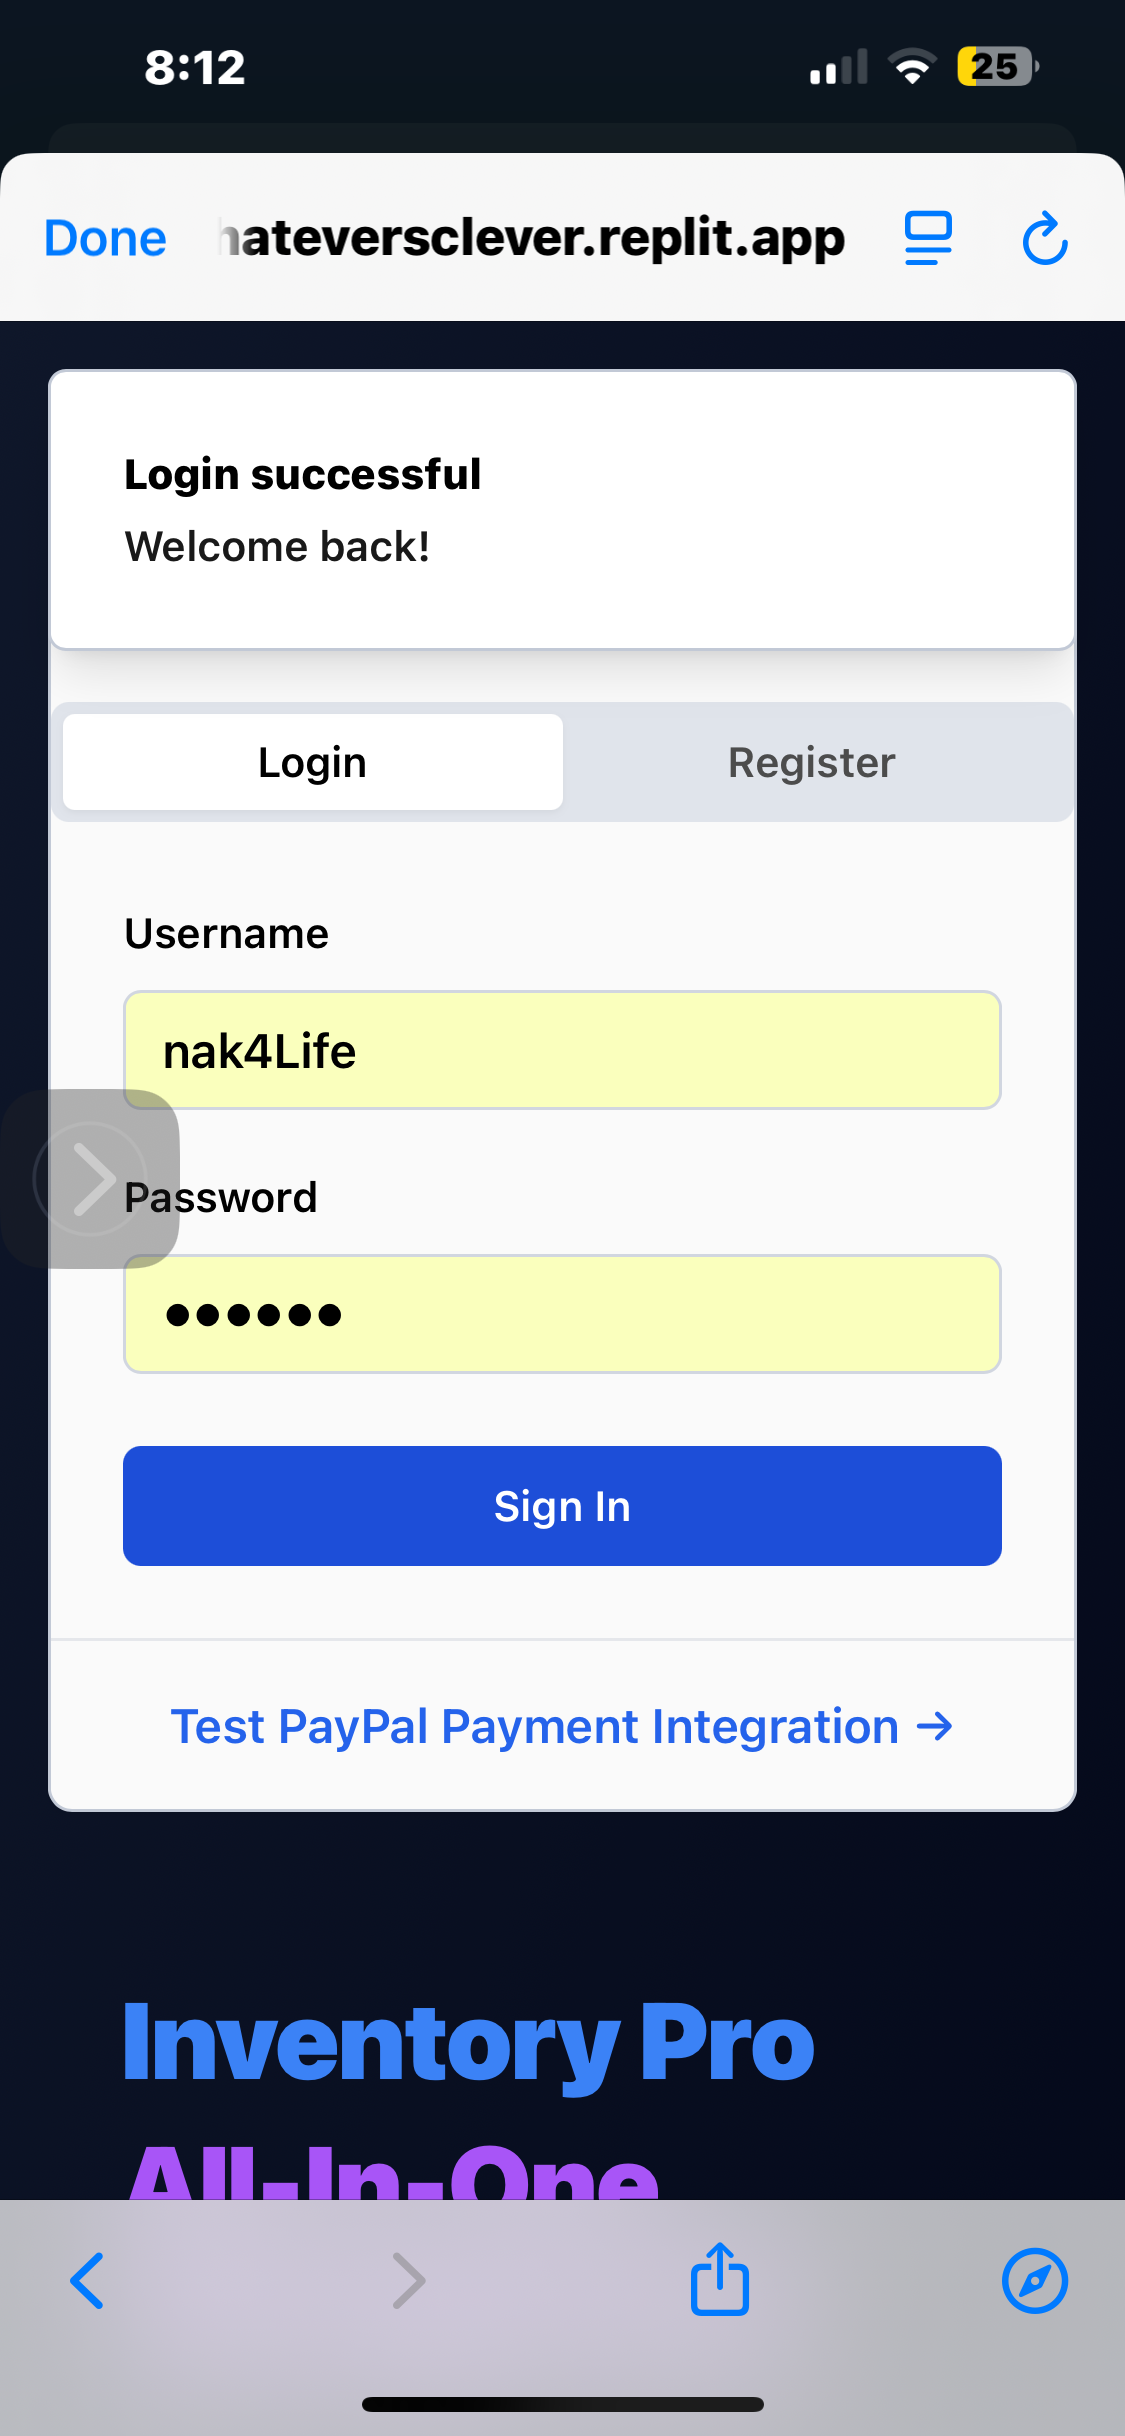 8:12
25
Done
hateversclever.replit.app
Login successful
Welcome back!
Login
Register
Username
nak4Life
Password
••••••
Sign In
Test PayPal Payment Integration →
Inventory Pro
All-In-One